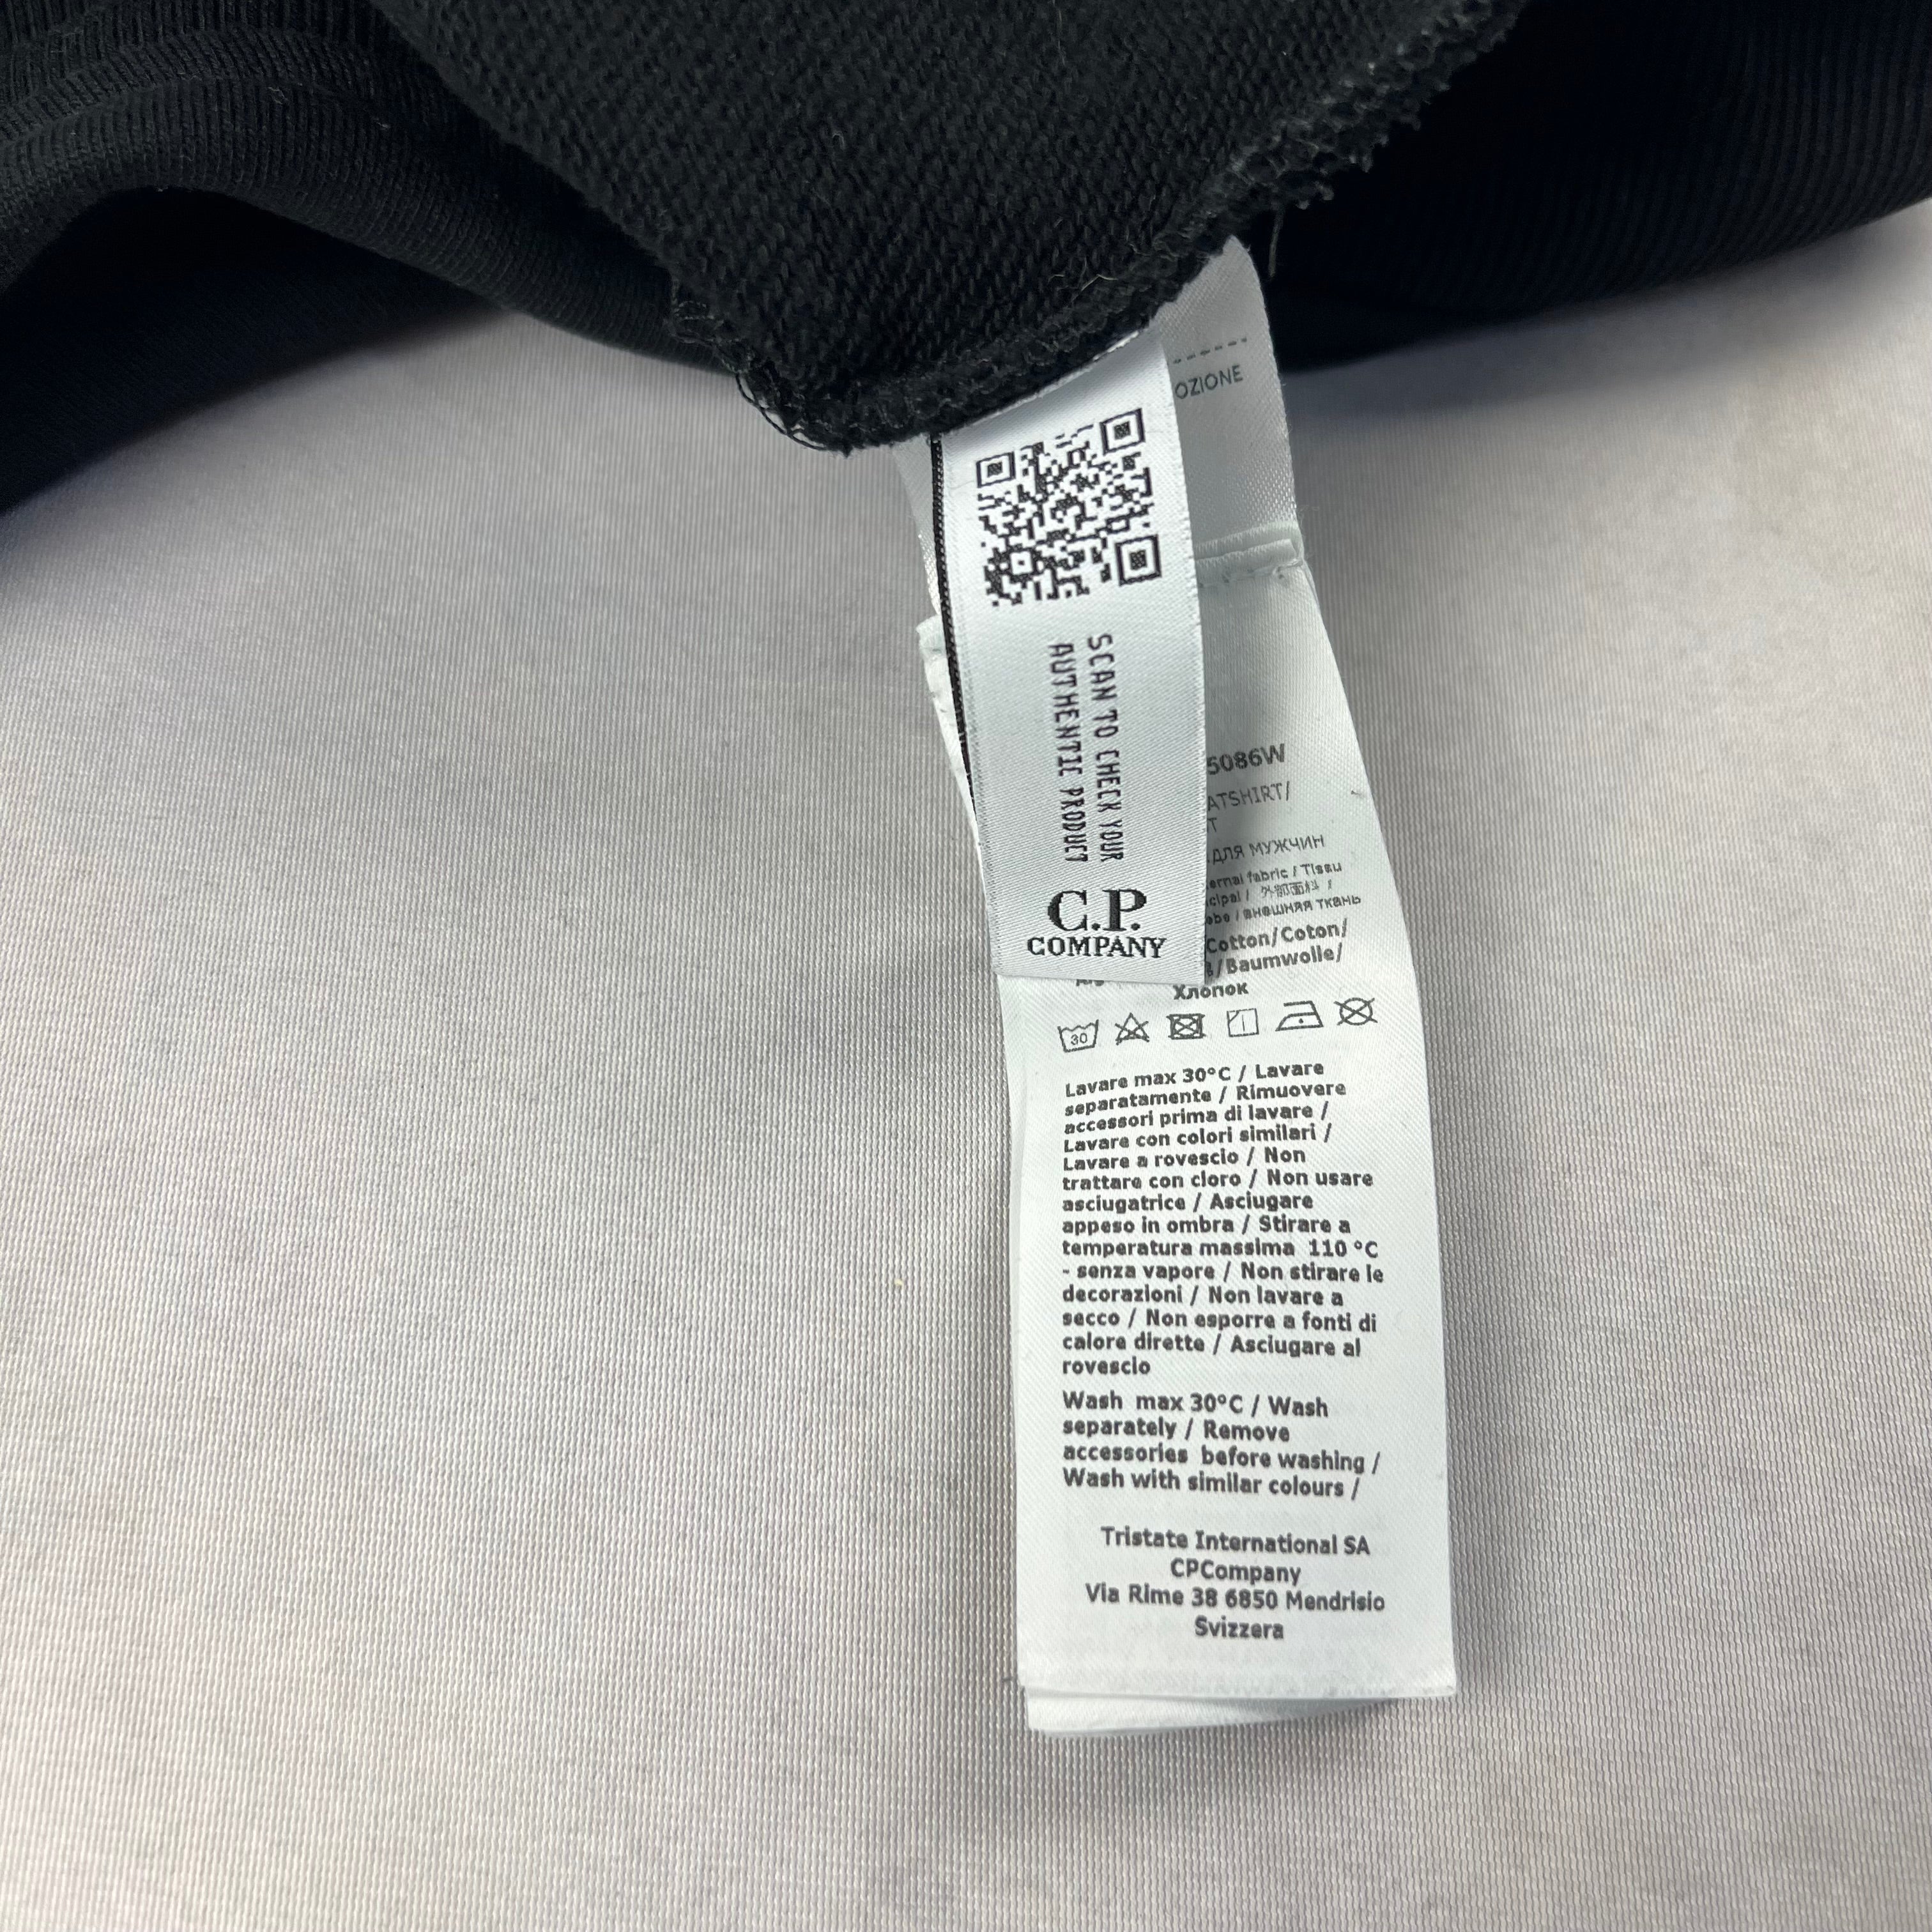 OZIONE
SCAN TO CHECK YOUR
AUTHENTIC PRODUCT
C.P.
COMPANY
5086W
ATSHIRT/
T
ДЛЯ МУЖЧИН
ernal fabric / Tissu
cipal / 外部面料 /
abe / ВНЕШНЯЯ ТКАНЬ
Cotton/Coton/
/Baumwolle/
Хлопок
30
Lavare max 30°C / Lavare
separatamente / Rimuovere
accessori prima di lavare /
Lavare con colori similari /
Lavare a rovescio / Non
trattare con cloro / Non usare
asciugatrice / Asciugare
appeso in ombra / Stirare a
temperatura massima 110 °C
- senza vapore / Non stirare le
decorazioni / Non lavare a
secco / Non esporre a fonti di
calore dirette / Asciugare al
rovescio
Wash max 30°C / Wash
separately / Remove
accessories before washing /
Wash with similar colours /
Tristate International SA
CPCompany
Via Rime 38 6850 Mendrisio
Svizzera